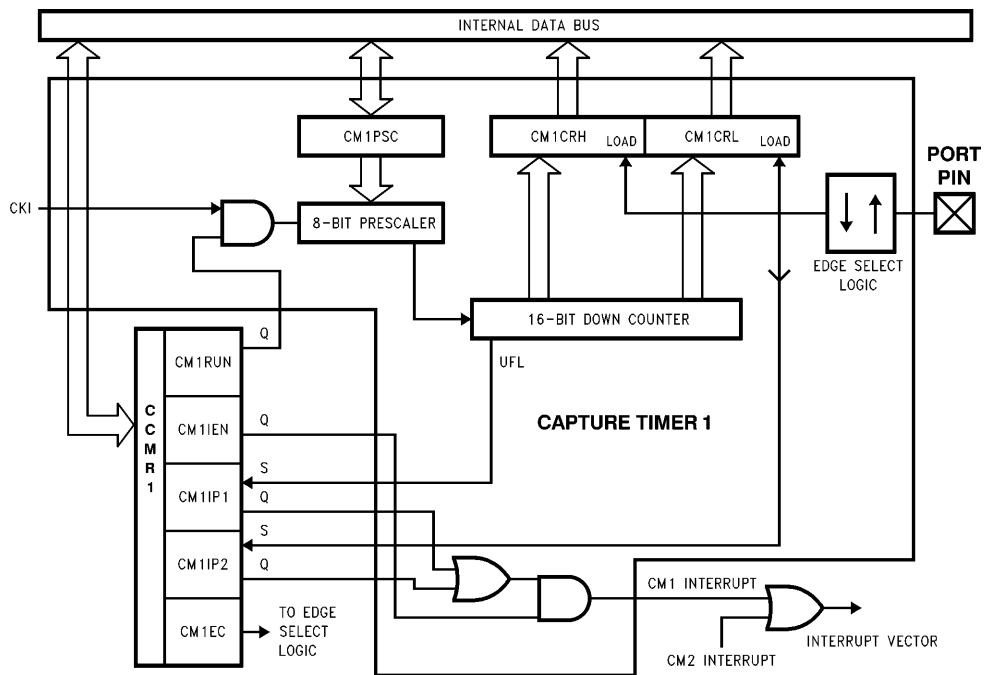 INTERNAL DATA BUS
CM1PSC
CM1CRH
LOAD
CM1CRL
LOAD
PORT
PIN
CKI
8-BIT PRESCALER
EDGE SELECT
LOGIC
16-BIT DOWN COUNTER
UFL
CAPTURE TIMER 1
CCMR1
CM1RUN
Q
CM1IEN
Q
S
CM1IP1
Q
S
CM1IP2
Q
CM1EC
TO EDGE
SELECT
LOGIC
CM1 INTERRUPT
CM2 INTERRUPT
INTERRUPT VECTOR